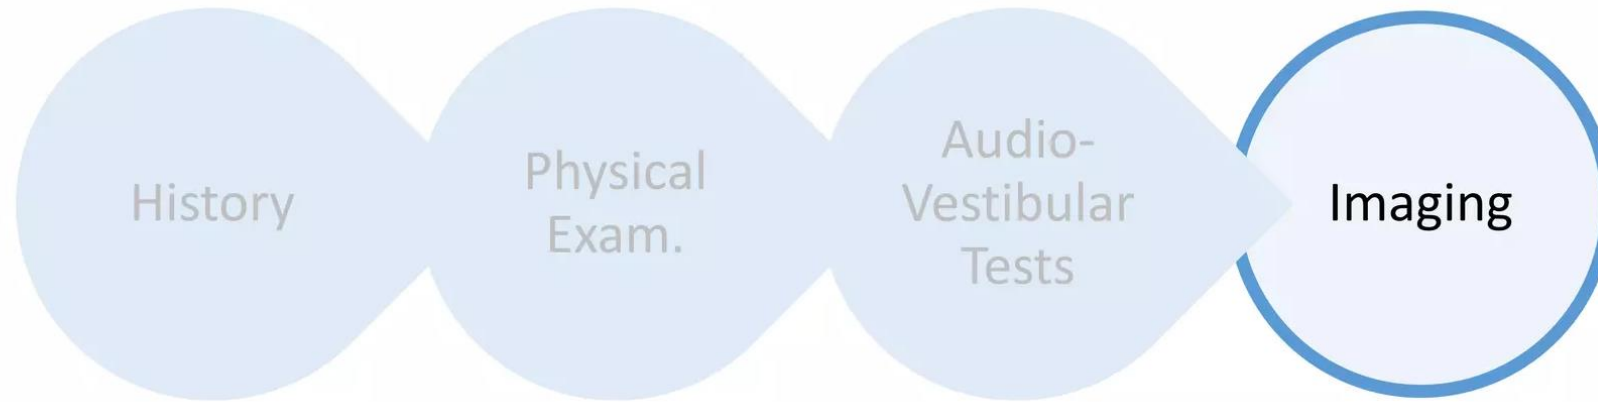 History
Physical
Exam.
Audio-
Vestibular
Tests
Imaging